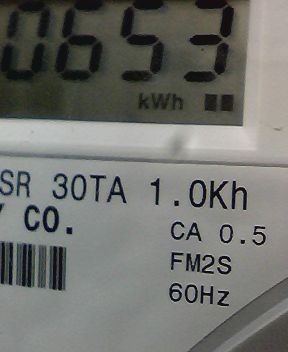 0653
kWh
SR 30TA 1.0Kh
Y CO.
CA 0.5
FM2S
60Hz